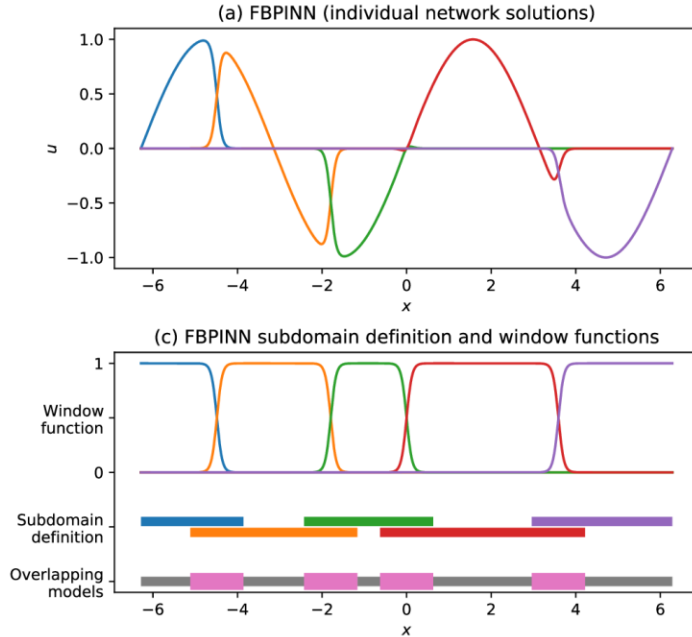 (a) FBPINN (individual network solutions)
1.0
0.5
0.0
−0.5
−1.0
u
−6 −4 −2 0 2 4 6
x
(c) FBPINN subdomain definition and window functions
1
Window
function
0
Subdomain
definition
Overlapping
models
−6 −4 −2 0 2 4 6
x